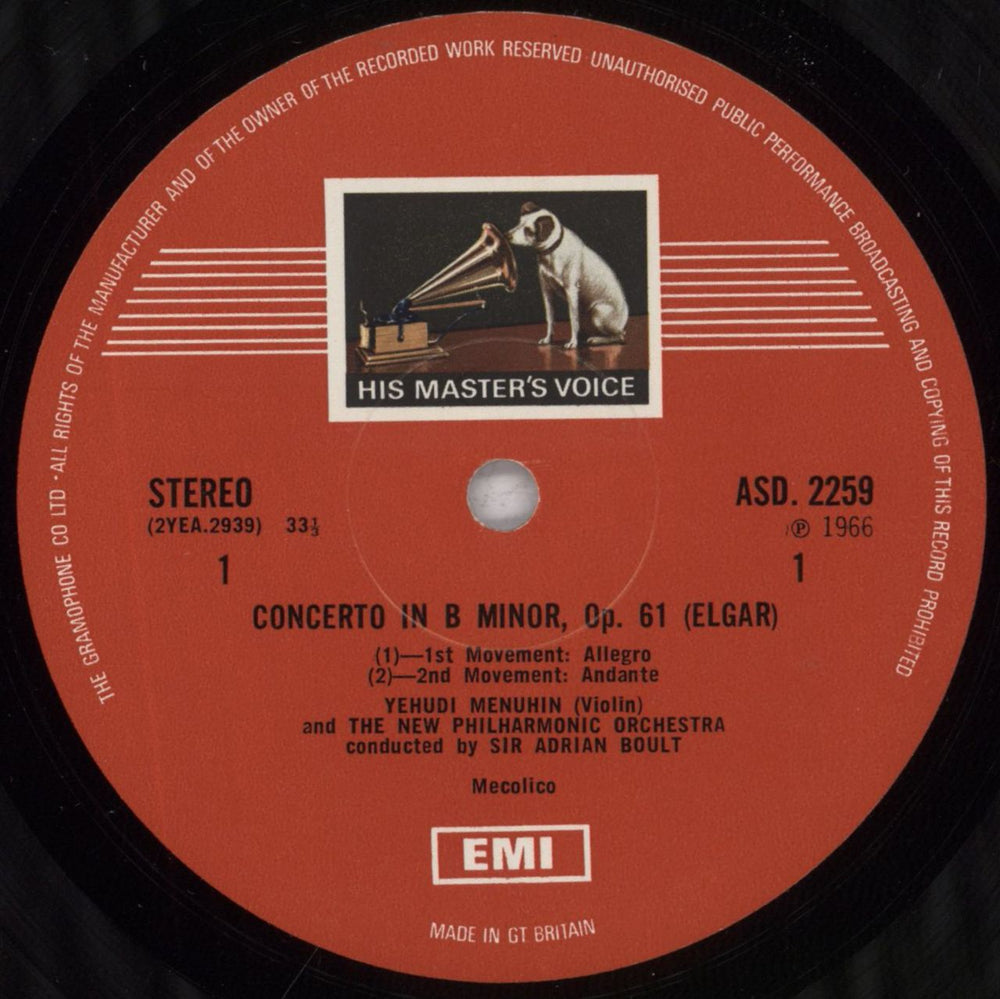 THE GRAMOPHONE CO LTD · ALL RIGHTS OF THE MANUFACTURER AND OF THE OWNER OF THE RECORDED WORK RESERVED UNAUTHORISED PUBLIC PERFORMANCE BROADCASTING AND COPYING OF THIS RECORD PROHIBITED
HIS MASTER'S VOICE
STEREO
(2YEA.2939) 33⅓
1
ASD. 2259
℗ 1966
1
CONCERTO IN B MINOR, Op. 61 (ELGAR)
(1)—1st Movement: Allegro
(2)—2nd Movement: Andante
YEHUDI MENUHIN (Violin)
and THE NEW PHILHARMONIC ORCHESTRA
conducted by SIR ADRIAN BOULT
Mecolico
EMI
MADE IN GT BRITAIN